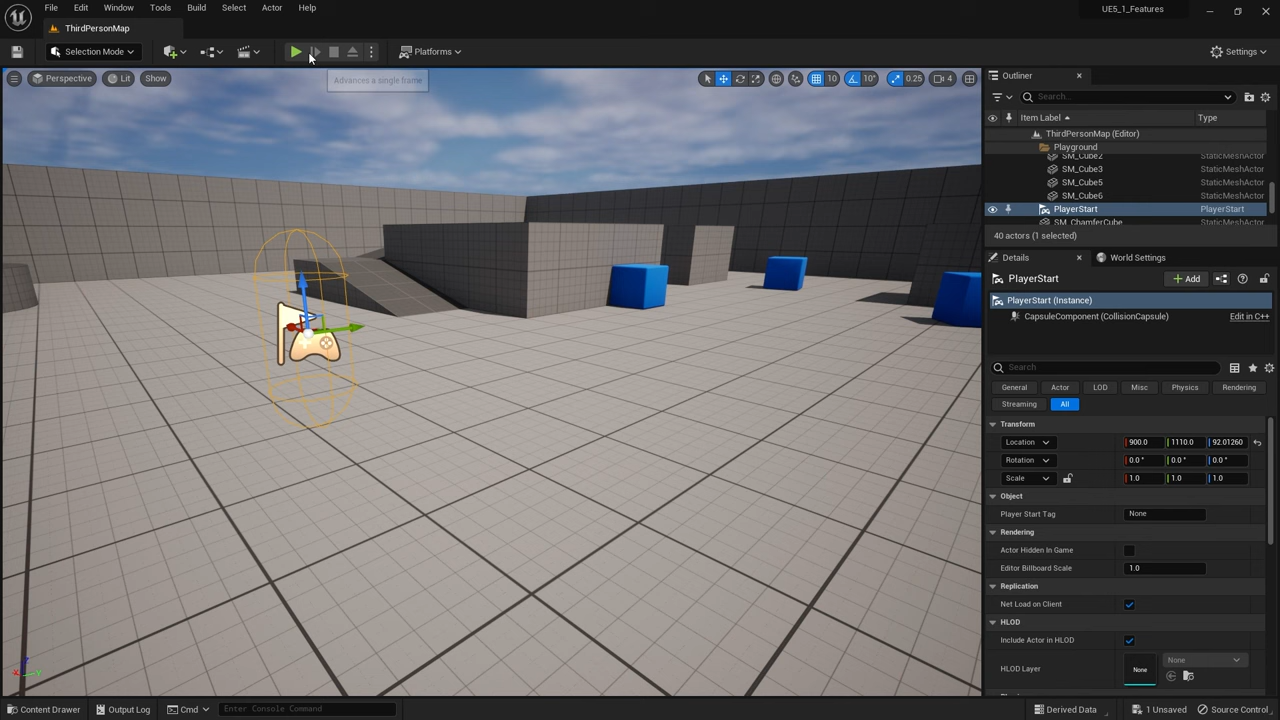 File Edit Window Tools Build Select Actor Help
UE5_1_Features
ThirdPersonMap
Selection Mode
Platforms
Settings
Perspective Lit Show
10 10° 0.25 4
Advances a single frame
Outliner
Search...
Item Label Type
ThirdPersonMap (Editor)
Playground
SM_Cube2 StaticMeshActor
SM_Cube3 StaticMeshActor
SM_Cube5 StaticMeshActor
SM_Cube6 StaticMeshActor
PlayerStart PlayerStart
SM_ChamferCube StaticMeshActor
40 actors (1 selected)
Details World Settings
PlayerStart
Add
PlayerStart (Instance)
CapsuleComponent (CollisionCapsule) Edit in C++
Search
General Actor LOD Misc Physics Rendering
Streaming All
Transform
Location 900.0 1110.0 92.01260
Rotation 0.0 ° 0.0 ° 0.0 °
Scale 1.0 1.0 1.0
Object
Player Start Tag None
Rendering
Actor Hidden In Game
Editor Billboard Scale 1.0
Replication
Net Load on Client
HLOD
Include Actor in HLOD
HLOD Layer None None
Content Drawer Output Log Cmd Enter Console Command Derived Data 1 Unsaved Source Control